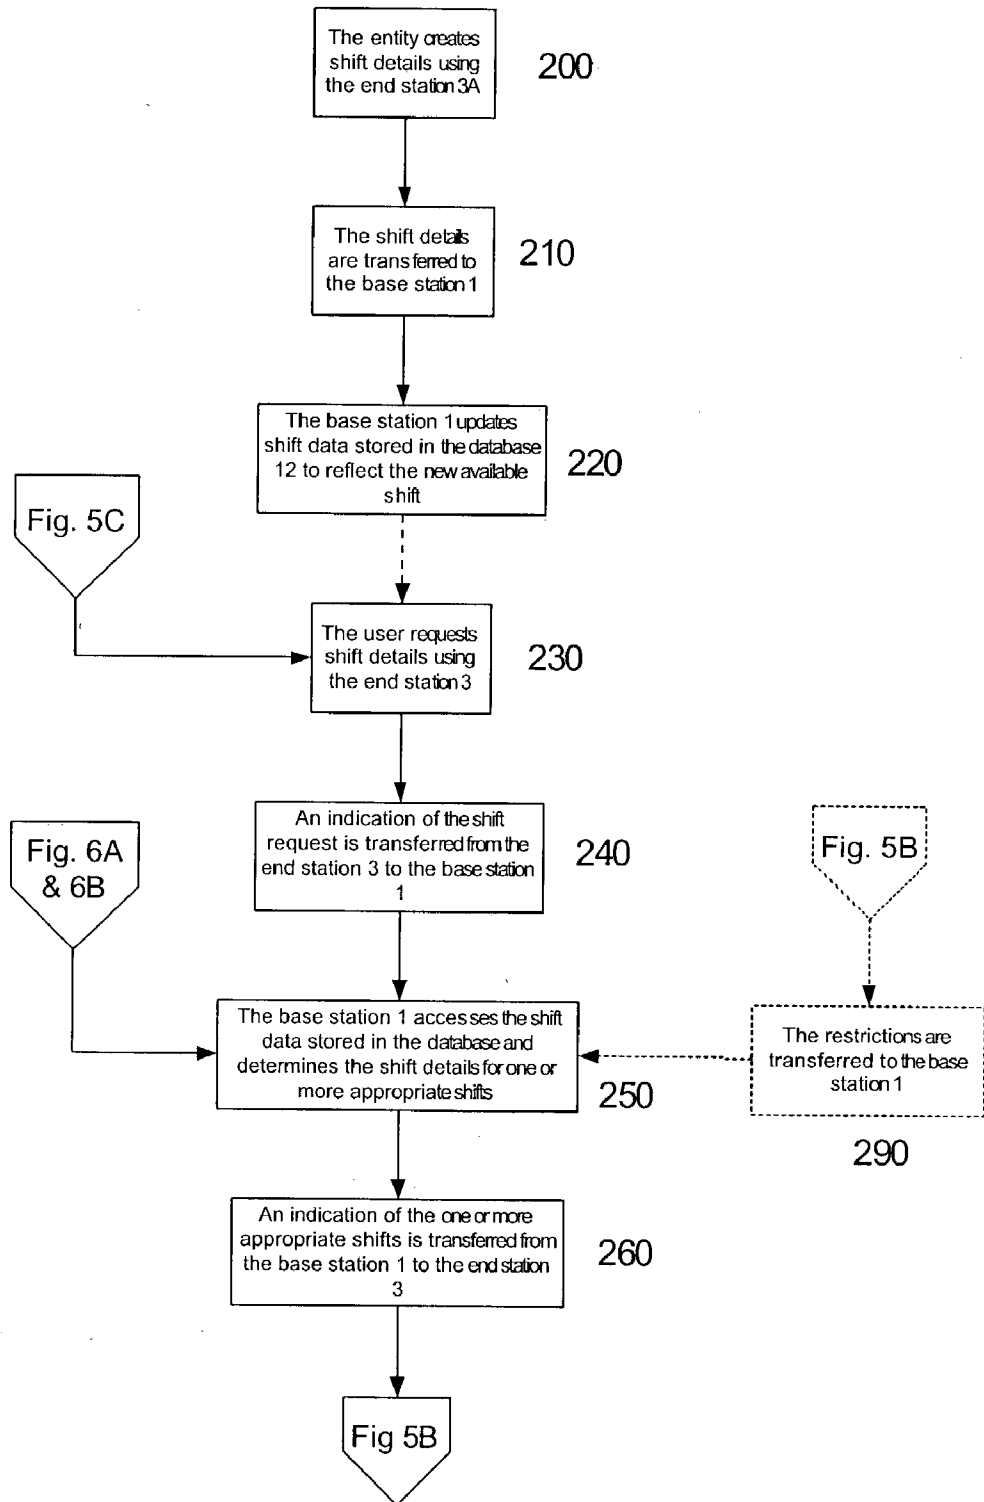 The entity creates
shift details using
the end station 3A
200
The shift details
are transferred to
the base station 1
210
The base station 1 updates
shift data stored in the database
12 to reflect the new available
shift
220
Fig. 5C
The user requests
shift details using
the end station 3
230
An indication of the shift
request is transferred from the
end station 3 to the base station
1
240
Fig. 6A
& 6B
Fig. 5B
The base station 1 accesses the shift
data stored in the database and
determines the shift details for one or
more appropriate shifts
250
The restrictions are
transferred to the base
station 1
290
An indication of the one or more
appropriate shifts is transferred from
the base station 1 to the end station
3
260
Fig 5B